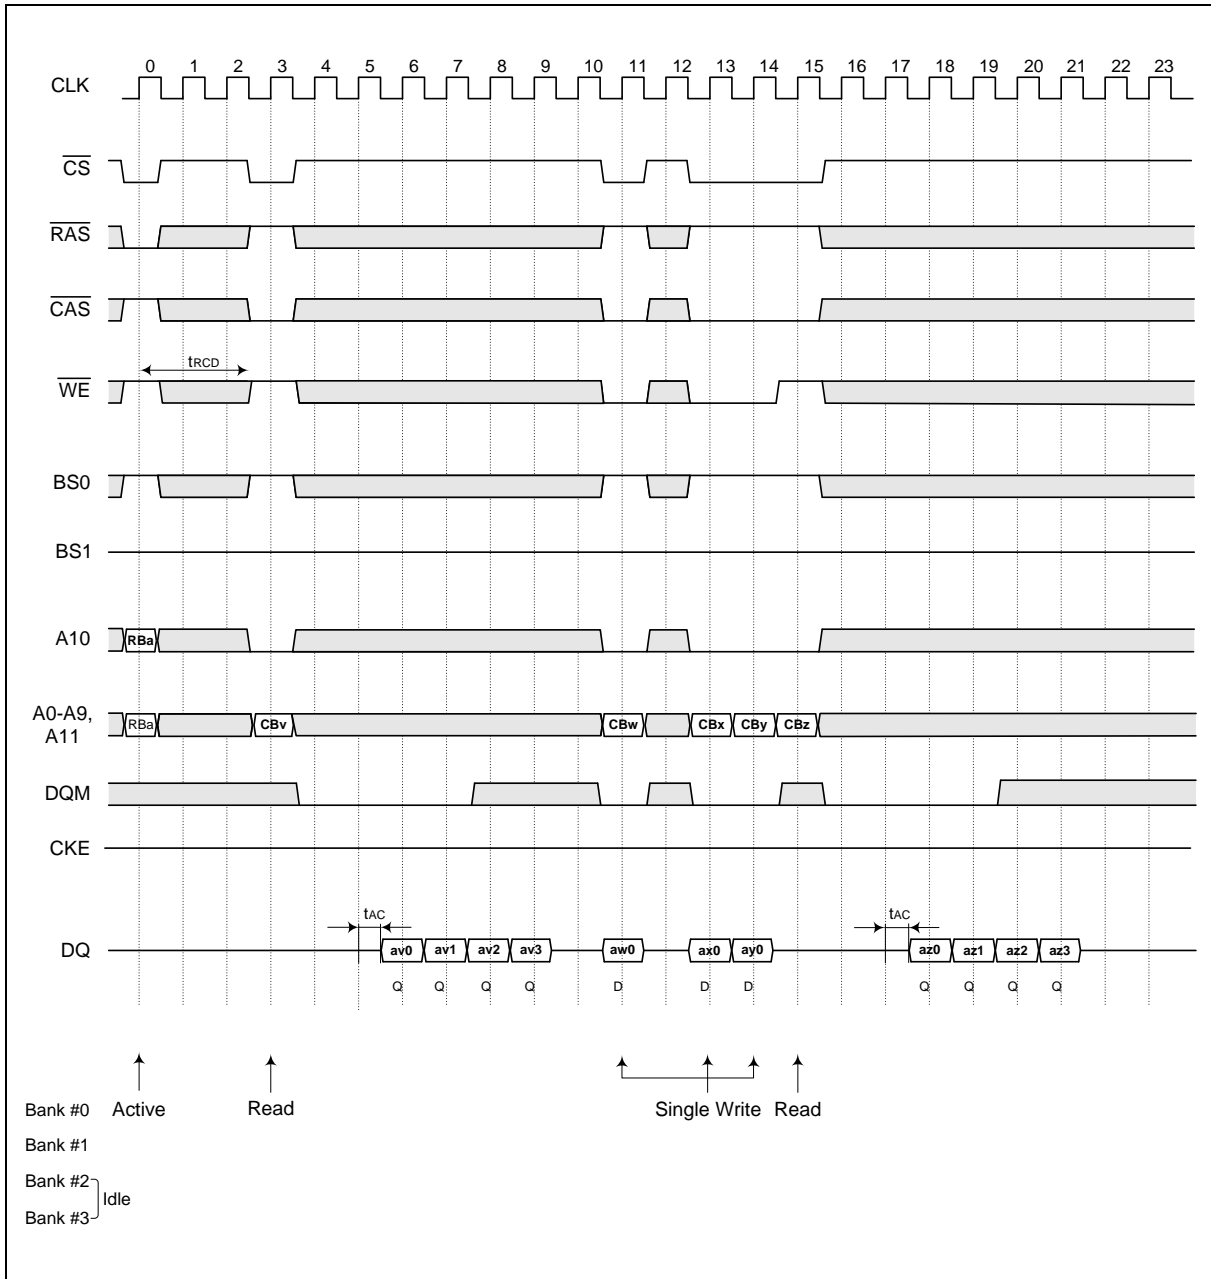 0 1 2 3 4 5 6 7 8 9 10 11 12 13 14 15 16 17 18 19 20 21 22 23
CLK
CS
RAS
CAS
tRCD
WE
BS0
BS1
A10 RBa
A0-A9,
A11
RBa CBv CBw CBx CBy CBz
DQM
CKE
tAC tAC
DQ av0 av1 av2 av3 aw0 ax0 ay0 az0 az1 az2 az3
Q Q Q Q D D D Q Q Q Q
Bank #0 Active Read Single Write Read
Bank #1
Bank #2
Idle
Bank #3